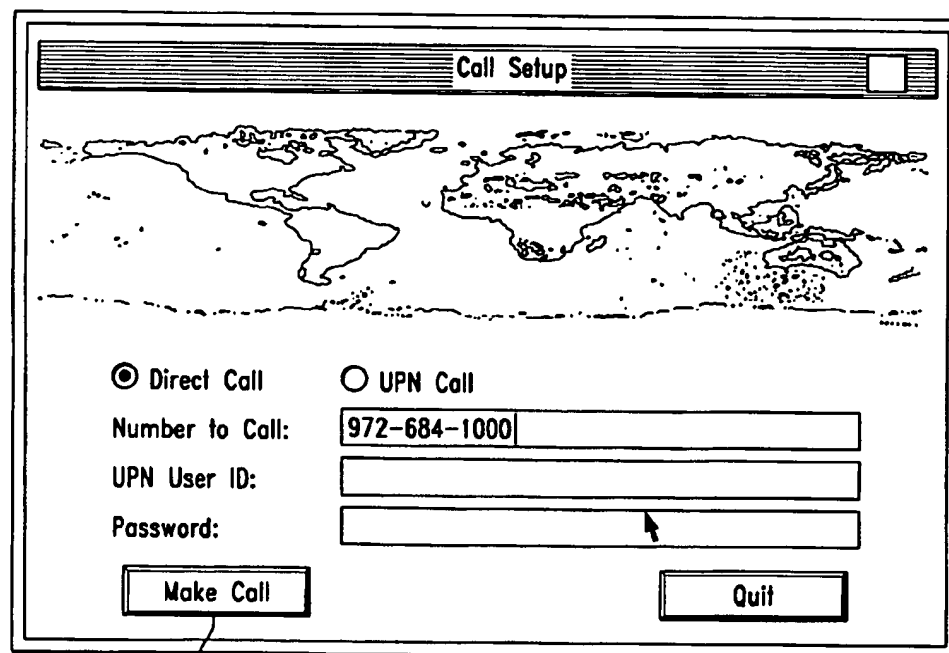 Call Setup
Direct Call UPN Call
Number to Call: 972-684-1000
UPN User ID:
Password:
Make Call Quit